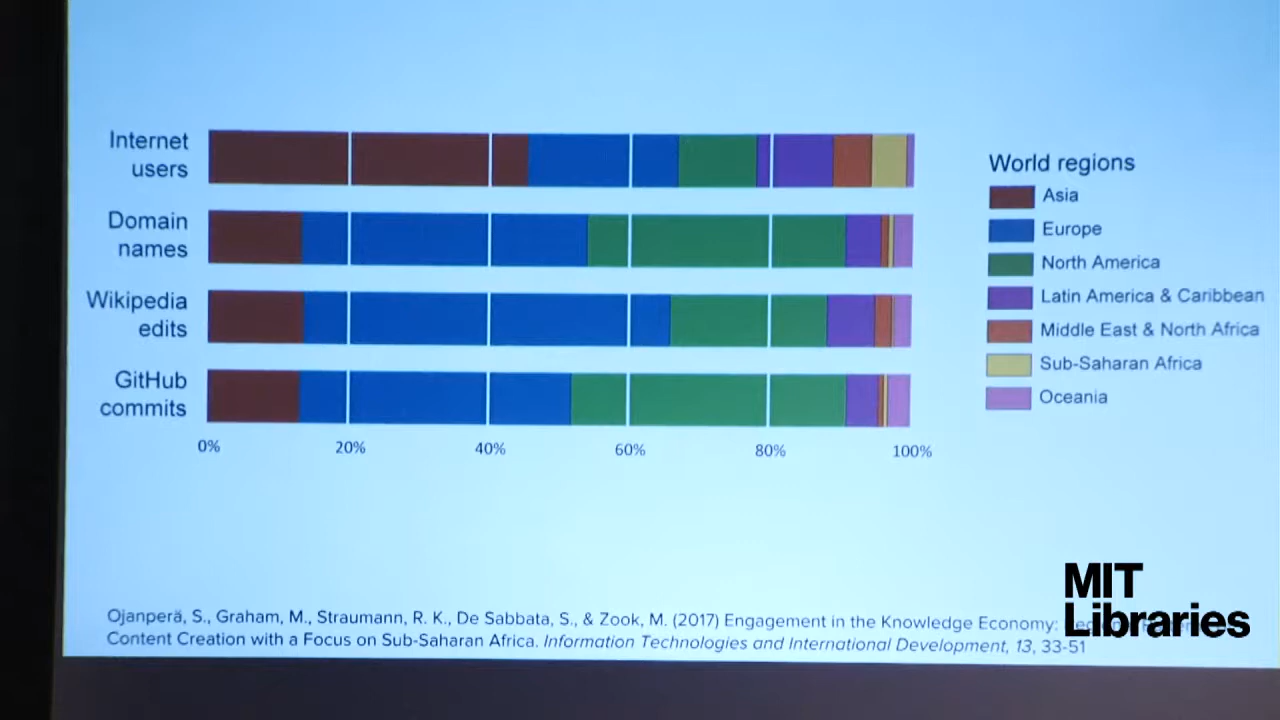 Internet
users
Domain
names
Wikipedia
edits
GitHub
commits
0% 20% 40% 60% 80% 100%
World regions
Asia
Europe
North America
Latin America & Caribbean
Middle East & North Africa
Sub-Saharan Africa
Oceania
Ojanperä, S., Graham, M., Straumann, R. K., De Sabbata, S., & Zook, M. (2017) Engagement in the Knowledge Economy:
Content Creation with a Focus on Sub-Saharan Africa. Information Technologies and International Development, 13, 33-51
MIT
Libraries